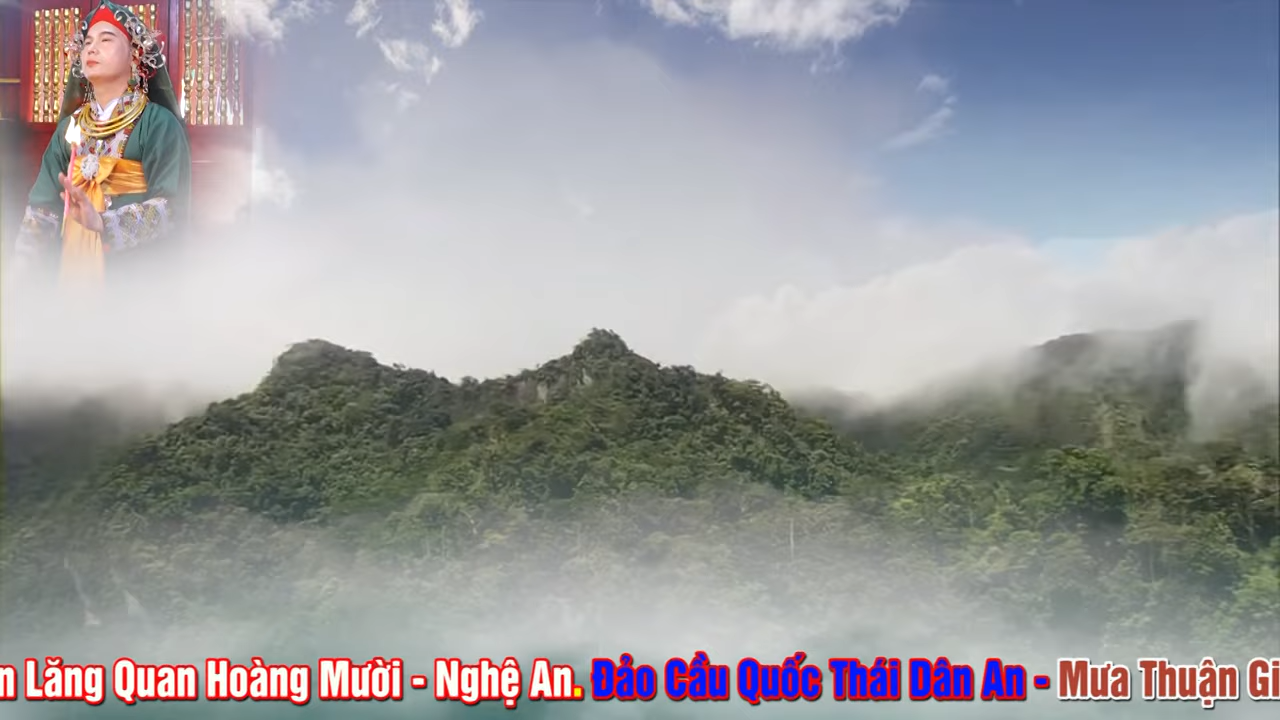 Lăng Quan Hoàng Mười - Nghệ An. Đảo Cầu Quốc Thái Dân An - Mưa Thuận